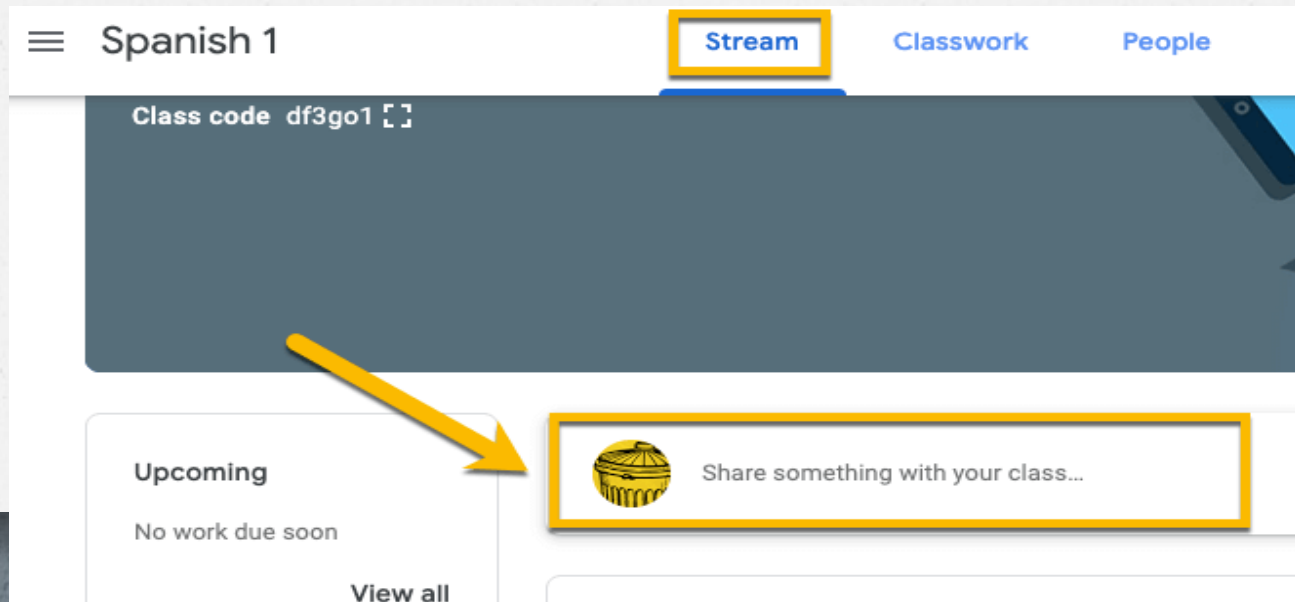 Spanish 1
Stream Classwork People
Class code df3go1
Upcoming
No work due soon
View all
Share something with your class...